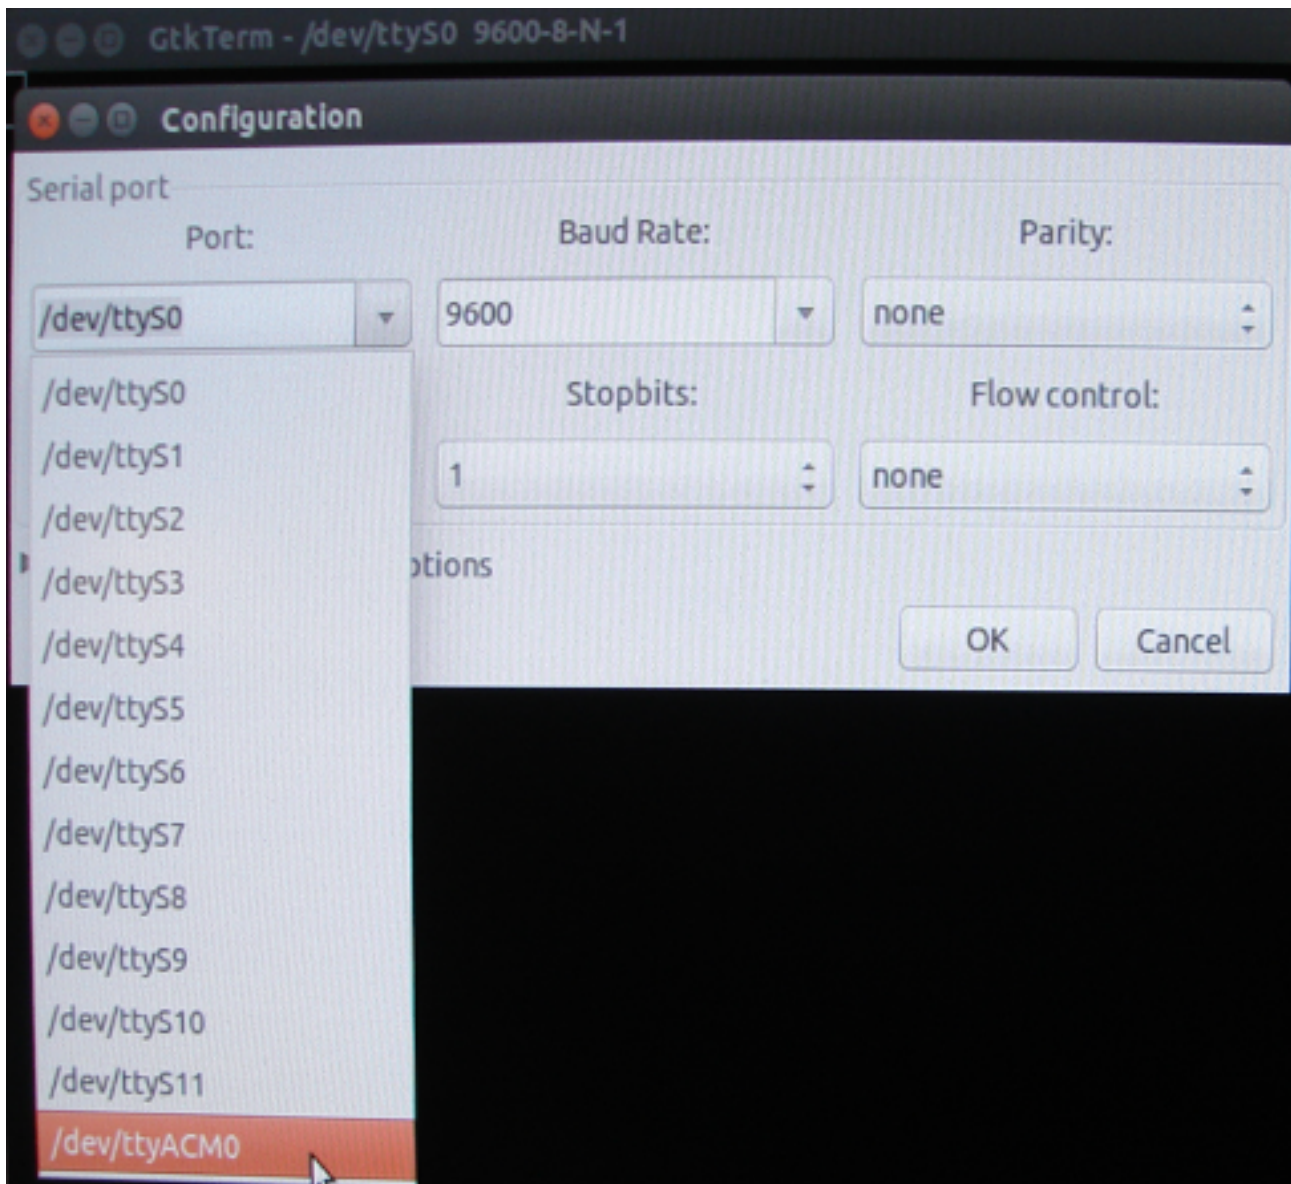 GtkTerm - /dev/ttyS0 9600-8-N-1
Configuration
Serial port
Port: Baud Rate: Parity:
/dev/ttyS0 9600 none
/dev/ttyS0
Stopbits: Flow control:
/dev/ttyS1
1 none
/dev/ttyS2
/dev/ttyS3
ptions
/dev/ttyS4
OK Cancel
/dev/ttyS5
/dev/ttyS6
/dev/ttyS7
/dev/ttyS8
/dev/ttyS9
/dev/ttyS10
/dev/ttyS11
/dev/ttyACM0